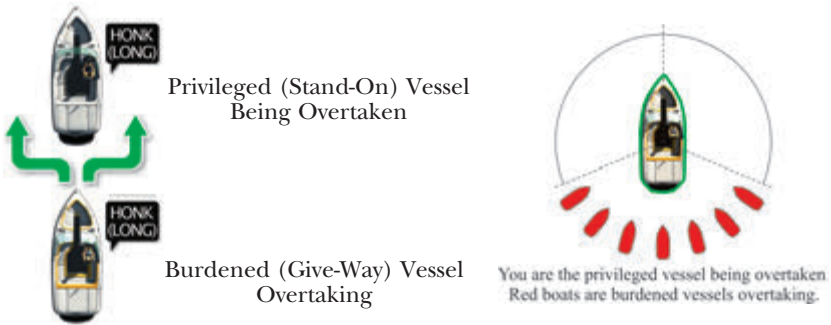 HONK
(LONG)
Privileged (Stand-On) Vessel
Being Overtaken
HONK
(LONG)
Burdened (Give-Way) Vessel
Overtaking
You are the privileged vessel being overtaken
Red boats are burdened vessels overtaking.